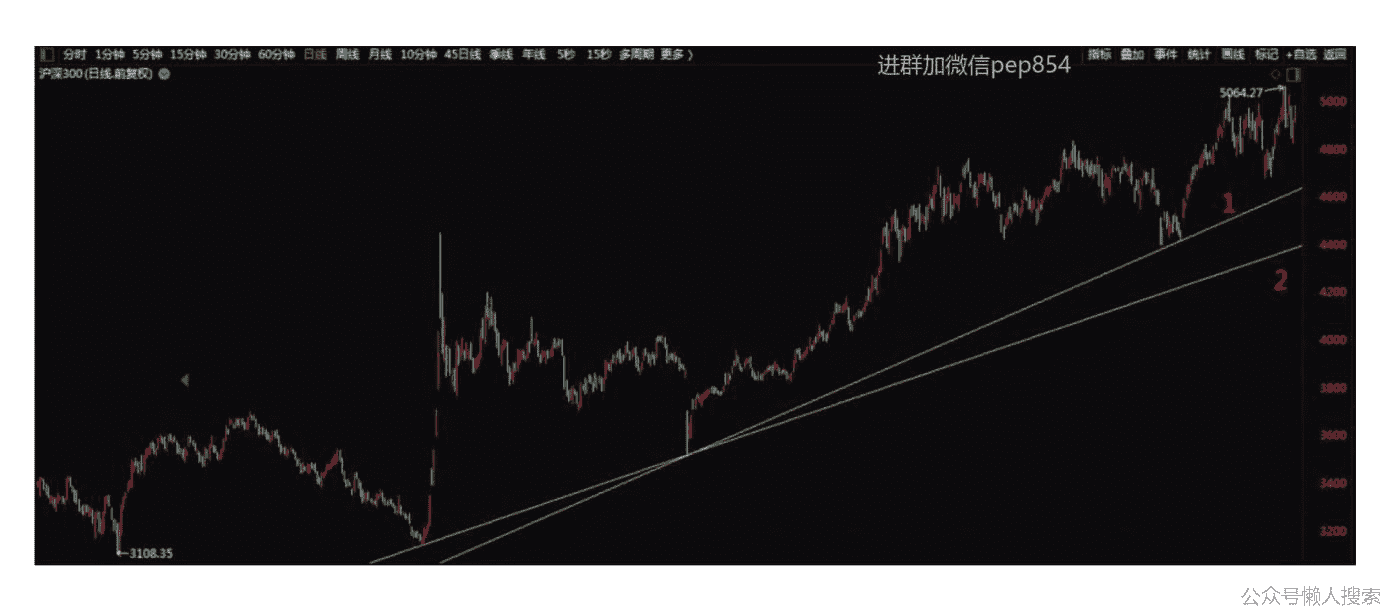 分时 1分钟 5分钟 15分钟 30分钟 60分钟 日线 周线 月线 10分钟 45日线 季线 年线 5秒 15秒 多周期 更多 〉
指标 叠加 事件 统计 画线 标记 +自选 返回
进群加微信pep854
沪深300(日线.前复权)
5064.27
5000
4800
4600
1
4400
2
4200
4000
3800
3600
3400
3200
3108.35
公众号懒人搜索